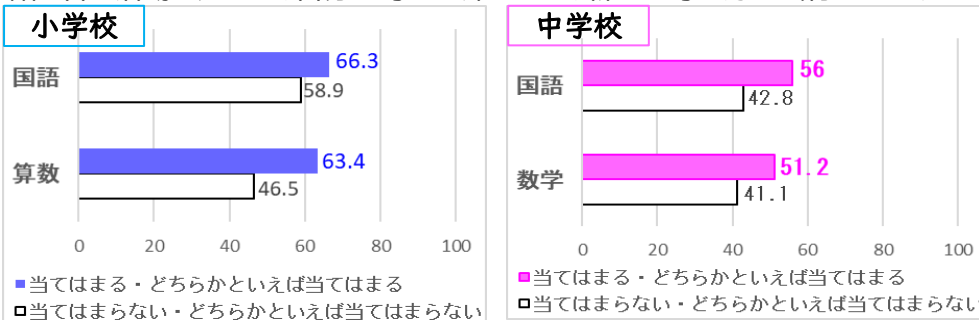 小学校
国語
66.3
58.9
算数
63.4
46.5
0 20 40 60 80 100
当てはまる・どちらかといえば当てはまる
当てはまらない・どちらかといえば当てはまらない
中学校
国語
56
42.8
数学
51.2
41.1
0 20 40 60 80 100
当てはまる・どちらかといえば当てはまる
当てはまらない・どちらかといえば当てはまらない